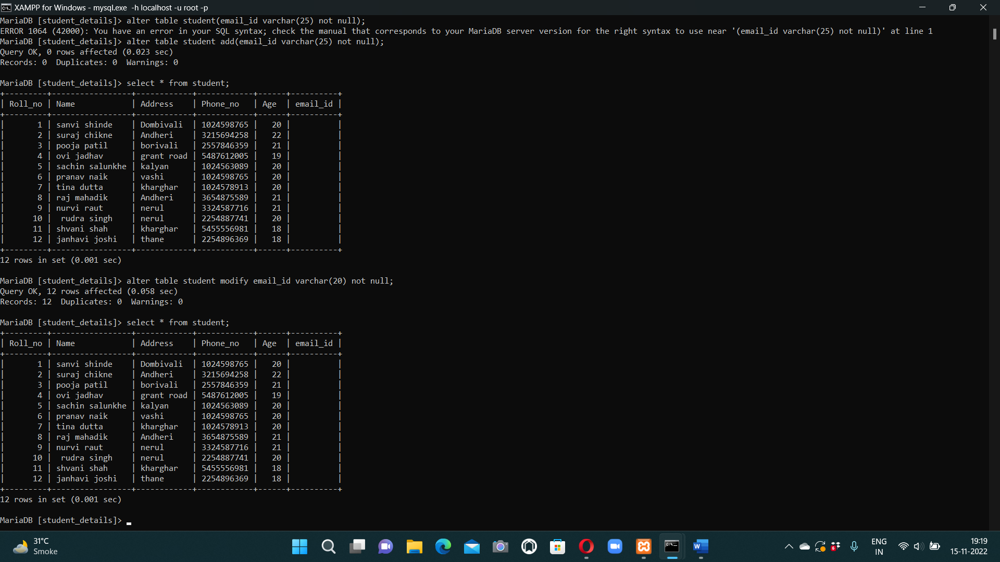 XAMPP for Windows - mysql.exe -h localhost -u root -p
MariaDB [student_details]> alter table student(email_id varchar(25) not null);
ERROR 1064 (42000): You have an error in your SQL syntax; check the manual that corresponds to your MariaDB server version for the right syntax to use near '(email_id varchar(25) not null)' at line 1
MariaDB [student_details]> alter table student add(email_id varchar(25) not null);
Query OK, 0 rows affected (0.023 sec)
Records: 0  Duplicates: 0  Warnings: 0
MariaDB [student_details]> select * from student;
+---------+-----------------+------------+------------+------+----------+
| Roll_no | Name            | Address    | Phone_no   | Age  | email_id |
+---------+-----------------+------------+------------+------+----------+
|       1 | sanvi shinde    | Dombivali  | 1024598765 |   20 |          |
|       2 | suraj chikne    | Andheri    | 3215694258 |   22 |          |
|       3 | pooja patil     | borivali   | 2557846359 |   21 |          |
|       4 | ovi jadhav      | grant road | 5487612005 |   19 |          |
|       5 | sachin salunkhe | kalyan     | 1024563089 |   20 |          |
|       6 | pranav naik     | vashi      | 1024598765 |   20 |          |
|       7 | tina dutta      | kharghar   | 1024578913 |   20 |          |
|       8 | raj mahadik     | Andheri    | 3654875589 |   21 |          |
|       9 | nurvi raut      | nerul      | 3324587716 |   21 |          |
|      10 |  rudra singh    | nerul      | 2254887741 |   20 |          |
|      11 | shvani shah     | kharghar   | 5455556981 |   18 |          |
|      12 | janhavi joshi   | thane      | 2254896369 |   18 |          |
+---------+-----------------+------------+------------+------+----------+
12 rows in set (0.001 sec)
MariaDB [student_details]> alter table student modify email_id varchar(20) not null;
Query OK, 12 rows affected (0.058 sec)
Records: 12  Duplicates: 0  Warnings: 0
MariaDB [student_details]> select * from student;
+---------+-----------------+------------+------------+------+----------+
| Roll_no | Name            | Address    | Phone_no   | Age  | email_id |
+---------+-----------------+------------+------------+------+----------+
|       1 | sanvi shinde    | Dombivali  | 1024598765 |   20 |          |
|       2 | suraj chikne    | Andheri    | 3215694258 |   22 |          |
|       3 | pooja patil     | borivali   | 2557846359 |   21 |          |
|       4 | ovi jadhav      | grant road | 5487612005 |   19 |          |
|       5 | sachin salunkhe | kalyan     | 1024563089 |   20 |          |
|       6 | pranav naik     | vashi      | 1024598765 |   20 |          |
|       7 | tina dutta      | kharghar   | 1024578913 |   20 |          |
|       8 | raj mahadik     | Andheri    | 3654875589 |   21 |          |
|       9 | nurvi raut      | nerul      | 3324587716 |   21 |          |
|      10 |  rudra singh    | nerul      | 2254887741 |   20 |          |
|      11 | shvani shah     | kharghar   | 5455556981 |   18 |          |
|      12 | janhavi joshi   | thane      | 2254896369 |   18 |          |
+---------+-----------------+------------+------------+------+----------+
12 rows in set (0.001 sec)
MariaDB [student_details]>
31°C
Smoke
ENG
IN
19:19
15-11-2022